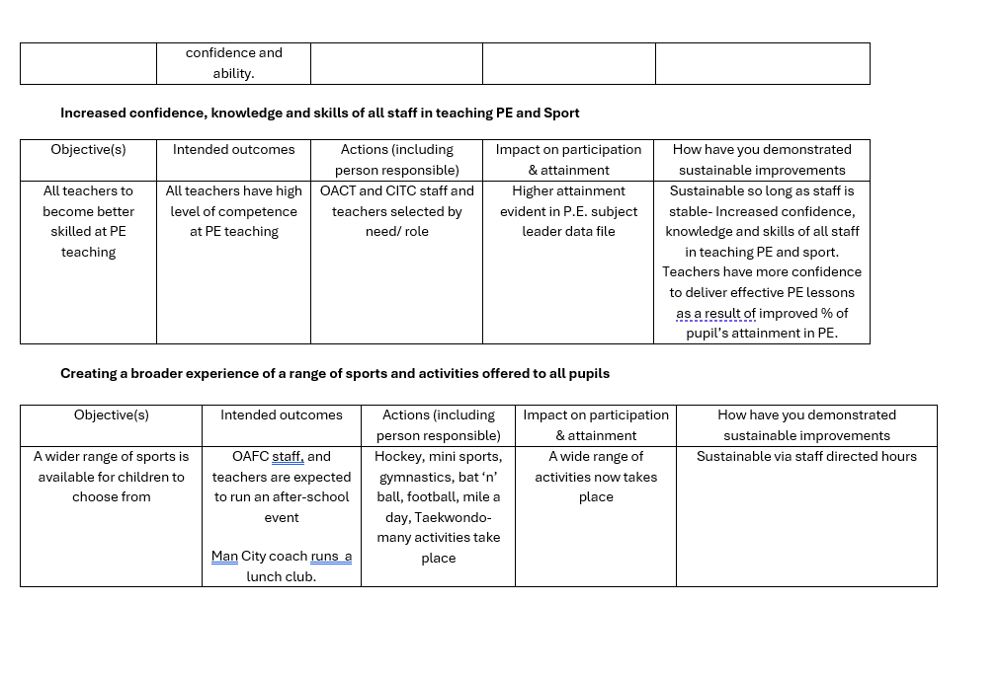 confidence and
ability.
Increased confidence, knowledge and skills of all staff in teaching PE and Sport
Objective(s)
Intended outcomes
Actions (including
person responsible)
Impact on participation
& attainment
How have you demonstrated
sustainable improvements
All teachers to
become better
skilled at PE
teaching
All teachers have high
level of competence
at PE teaching
OACT and CITC staff and
teachers selected by
need/ role
Higher attainment
evident in P.E. subject
leader data file
Sustainable so long as staff is
stable- Increased confidence,
knowledge and skills of all staff
in teaching PE and sport.
Teachers have more confidence
to deliver effective PE lessons
as a result of improved % of
pupil's attainment in PE.
Creating a broader experience of a range of sports and activities offered to all pupils
Objective(s)
Intended outcomes
Actions (including
person responsible)
Impact on participation
& attainment
How have you demonstrated
sustainable improvements
A wider range of sports is
available for children to
choose from
OAFC staff, and
teachers are expected
to run an after-school
event
Man City coach runs a
lunch club.
Hockey, mini sports,
gymnastics, bat 'n'
ball, football, mile a
day, Taekwondo-
many activities take
place
A wide range of
activities now takes
place
Sustainable via staff directed hours